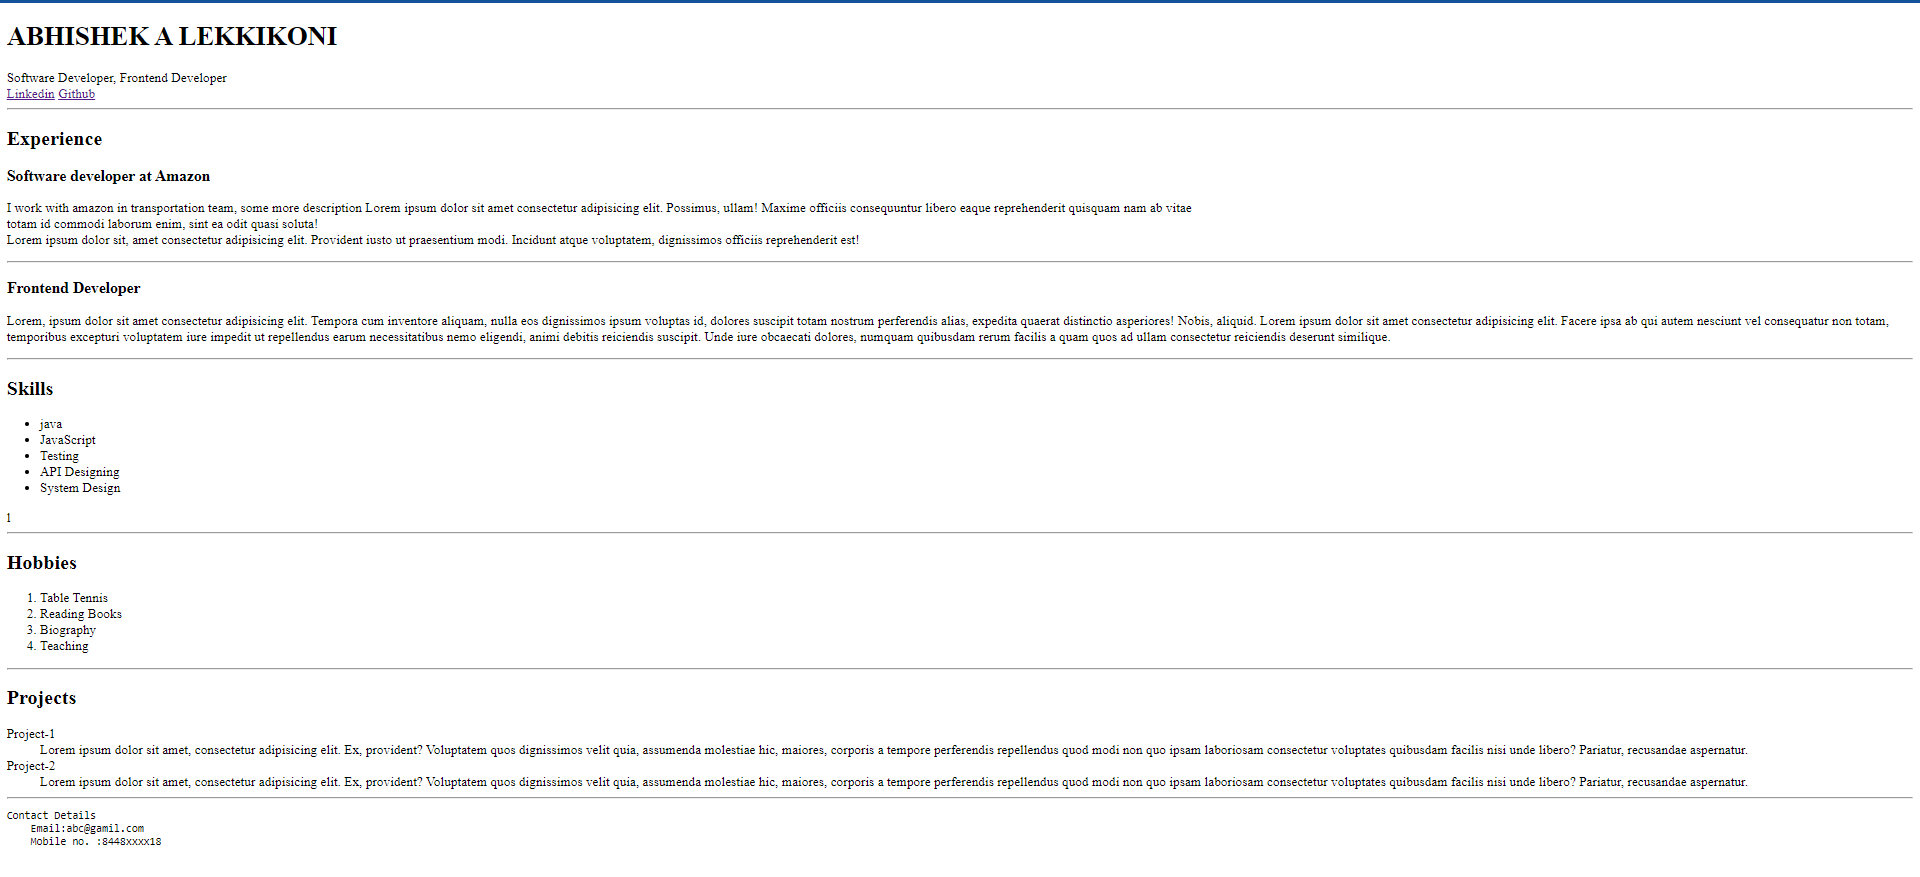 ABHISHEK A LEKKIKONI
Software Developer, Frontend Developer
Linkedin Github
Experience
Software developer at Amazon
I work with amazon in transportation team, some more description Lorem ipsum dolor sit amet consectetur adipisicing elit. Possimus, ullam! Maxime officiis consequuntur libero eaque reprehenderit quisquam nam ab vitae
totam id commodi laborum enim, sint ea odit quasi soluta!
Lorem ipsum dolor sit, amet consectetur adipisicing elit. Provident iusto ut praesentium modi. Incidunt atque voluptatem, dignissimos officiis reprehenderit est!
Frontend Developer
Lorem, ipsum dolor sit amet consectetur adipisicing elit. Tempora cum inventore aliquam, nulla eos dignissimos ipsum voluptas id, dolores suscipit totam nostrum perferendis alias, expedita quaerat distinctio asperiores! Nobis, aliquid. Lorem ipsum dolor sit amet consectetur adipisicing elit. Facere ipsa ab qui autem nesciunt vel consequatur non totam,
temporibus excepturi voluptatem iure impedit ut repellendus earum necessitatibus nemo eligendi, animi debitis reiciendis suscipit. Unde iure obcaecati dolores, numquam quibusdam rerum facilis a quam quos ad ullam consectetur reiciendis deserunt similique.
Skills
• java
• JavaScript
• Testing
• API Designing
• System Design
1
Hobbies
1. Table Tennis
2. Reading Books
3. Biography
4. Teaching
Projects
Project-1
Lorem ipsum dolor sit amet, consectetur adipisicing elit. Ex, provident? Voluptatem quos dignissimos velit quia, assumenda molestiae hic, maiores, corporis a tempore perferendis repellendus quod modi non quo ipsam laboriosam consectetur voluptates quibusdam facilis nisi unde libero? Pariatur, recusandae aspernatur.
Project-2
Lorem ipsum dolor sit amet, consectetur adipisicing elit. Ex, provident? Voluptatem quos dignissimos velit quia, assumenda molestiae hic, maiores, corporis a tempore perferendis repellendus quod modi non quo ipsam laboriosam consectetur voluptates quibusdam facilis nisi unde libero? Pariatur, recusandae aspernatur.
Contact Details
Email:abc@gamil.com
Mobile no. :8448xxxx18